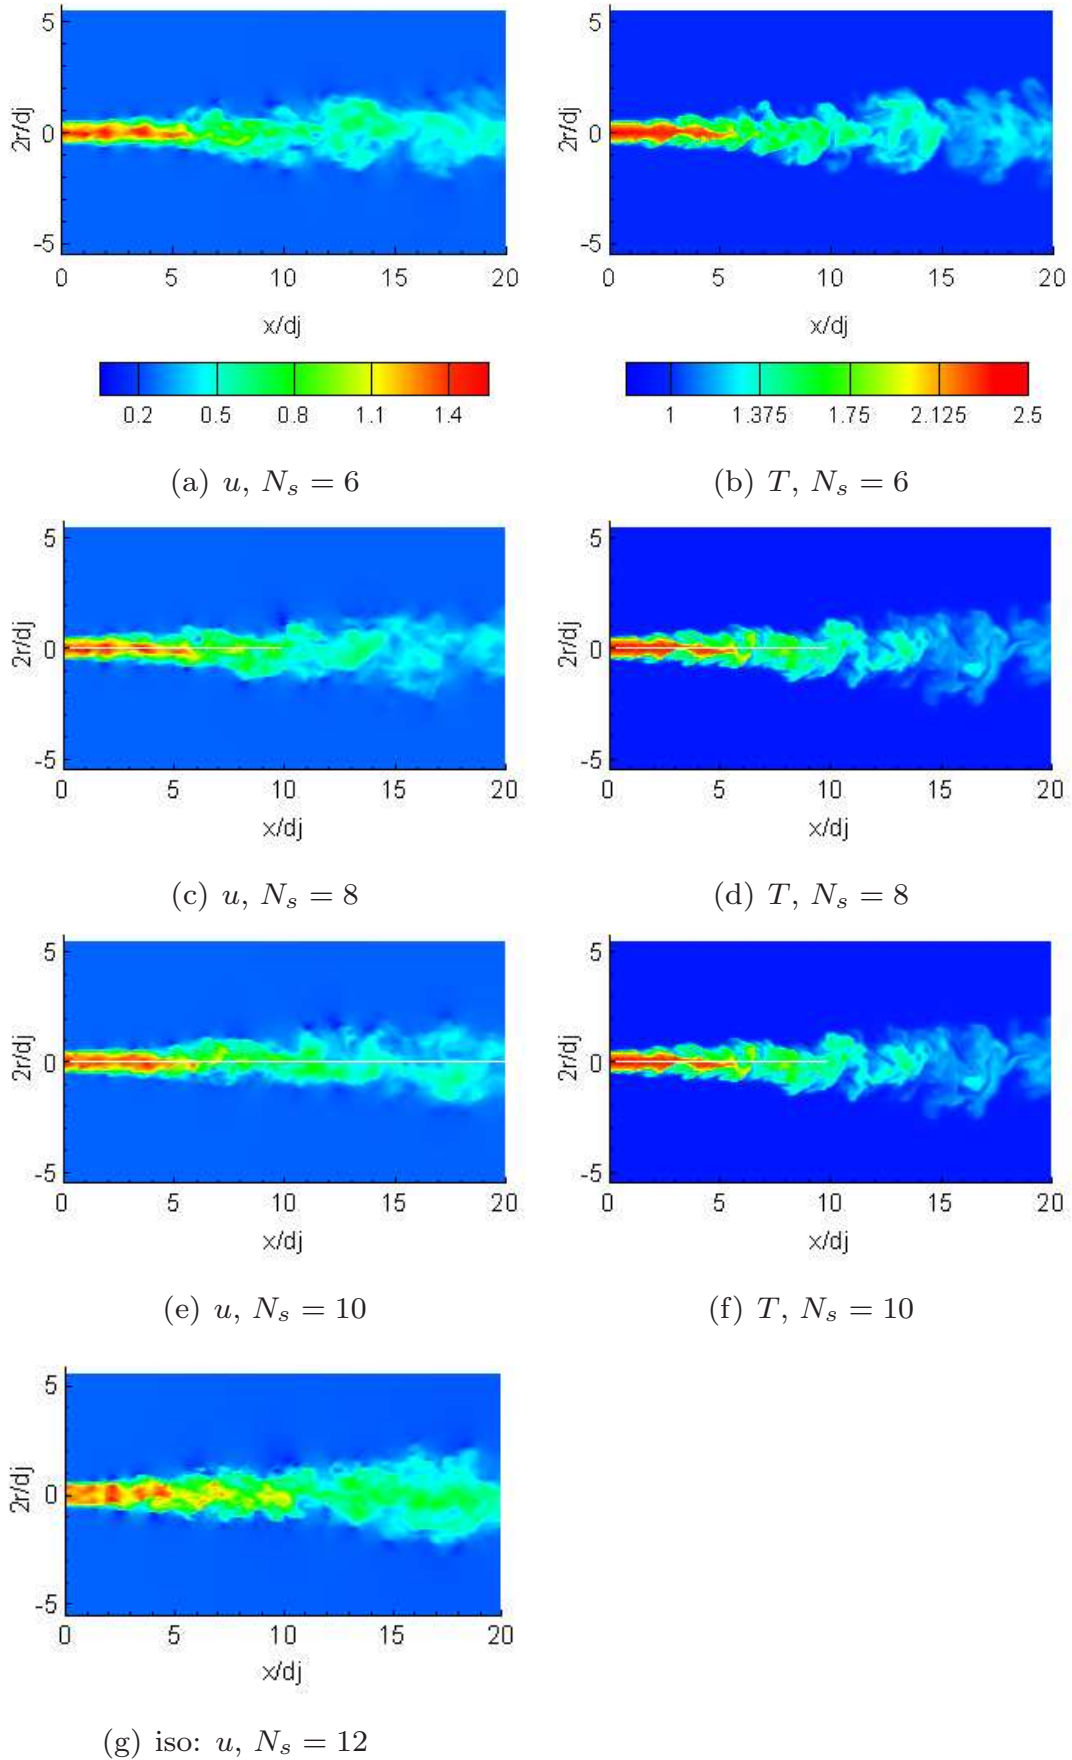 5
0
-5
2r/dj
0 5 10 15 20
x/dj
5
0
-5
2r/dj
0 5 10 15 20
x/dj
0.2 0.5 0.8 1.1 1.4
1 1.375 1.75 2.125 2.5
(a) u, N_s = 6
(b) T, N_s = 6
5
0
-5
2r/dj
0 5 10 15 20
x/dj
5
0
-5
2r/dj
0 5 10 15 20
x/dj
(c) u, N_s = 8
(d) T, N_s = 8
5
0
-5
2r/dj
0 5 10 15 20
x/dj
5
0
-5
2r/dj
0 5 10 15 20
x/dj
(e) u, N_s = 10
(f) T, N_s = 10
5
0
-5
2r/dj
0 5 10 15 20
x/dj
(g) iso: u, N_s = 12